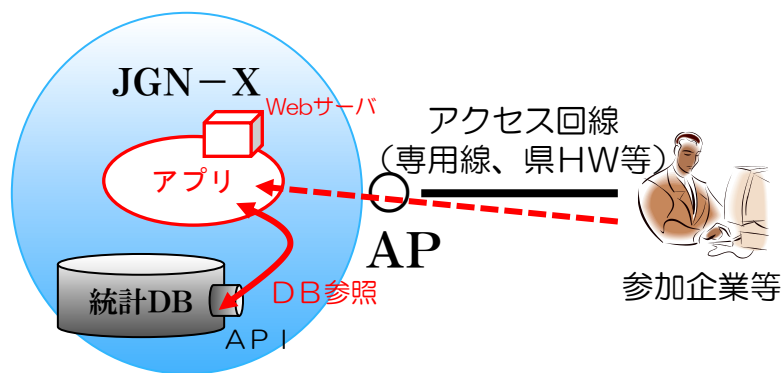 JGN－X
Webサーバ
アプリ
アクセス回線
（専用線、県HW等）
AP
統計DB
DB参照
API
参加企業等